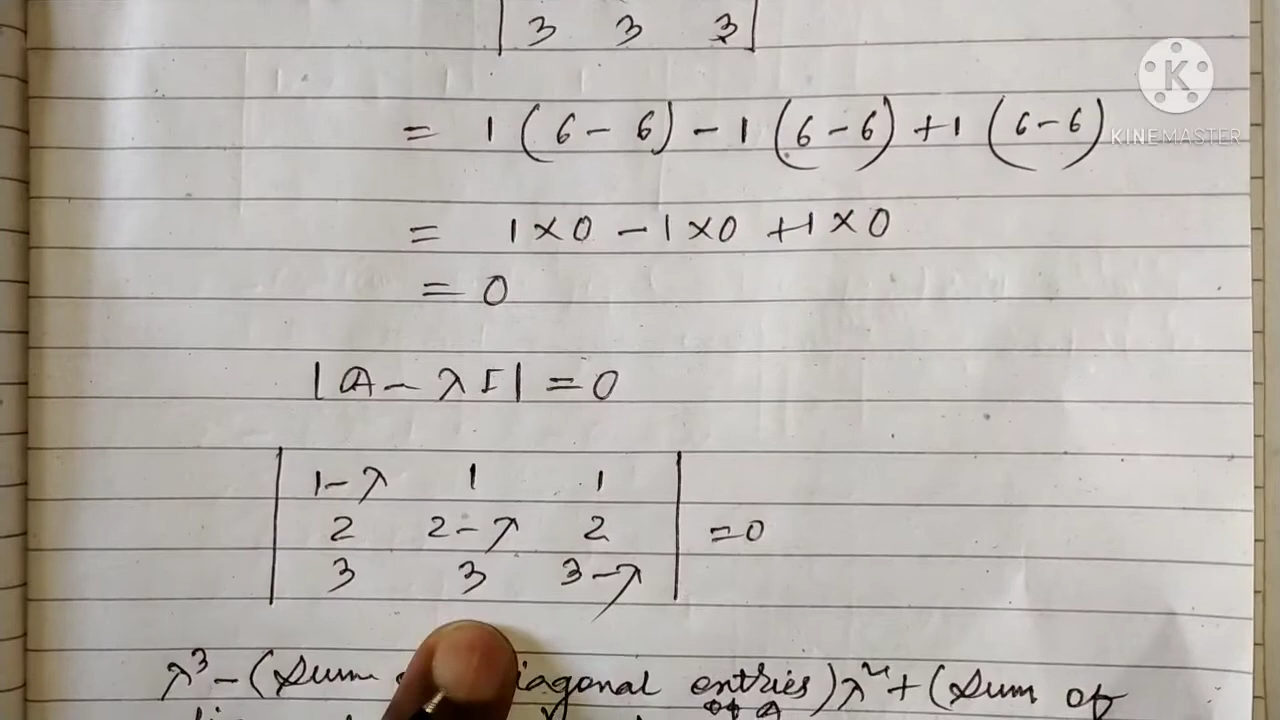 | 3 3 3 |
K
KINEMASTER
= 1 (6 - 6) - 1 (6 - 6) + 1 (6 - 6)
= 1 × 0 - 1 × 0 + 1 × 0
= 0
| A - λ I | = 0
| 1-λ 1 1 |
| 2 2-λ 2 | = 0
| 3 3 3-λ |
λ³ - (Sum diagonal entries) λ² + (Sum of
of A